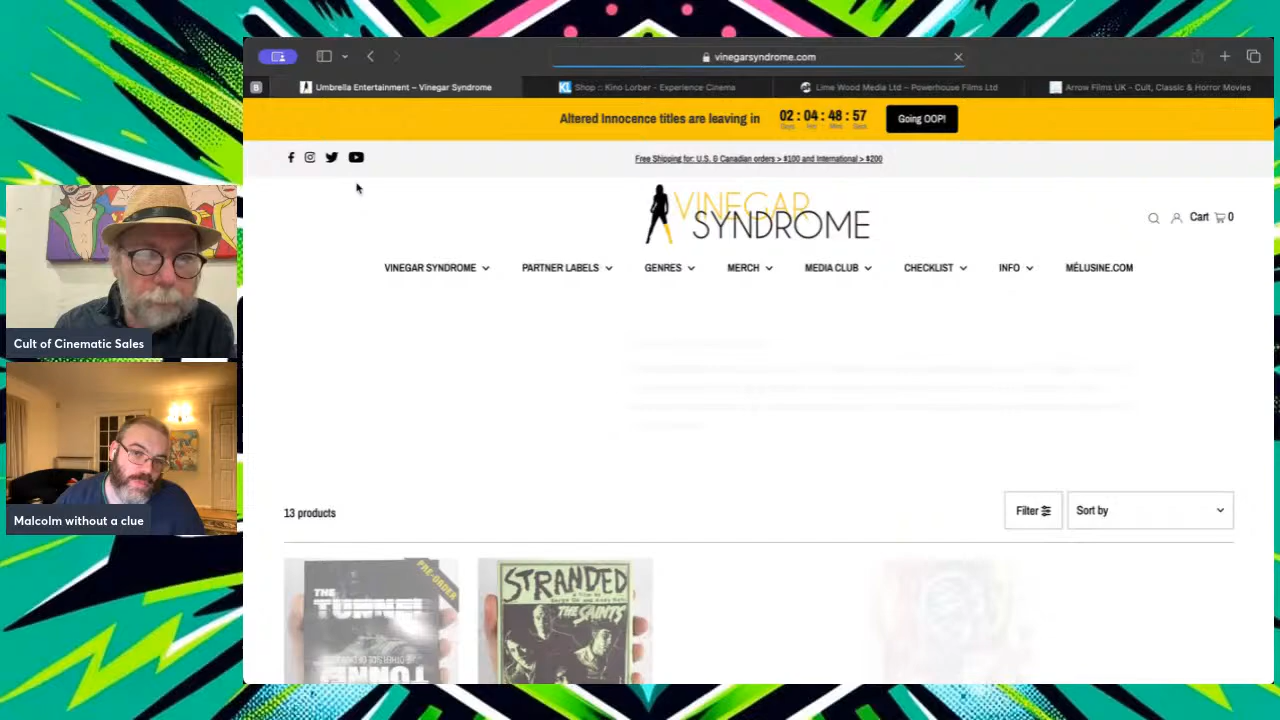 vinegarsyndrome.com
Umbrella Entertainment – Vinegar Syndrome
Shop :: Kino Lorber - Experience Cinema
Lime Wood Media Ltd – Powerhouse Films Ltd
Arrow Films UK - Cult, Classic & Horror Movies
Altered Innocence titles are leaving in
02 : 04 : 48 : 57
Going OOP!
Free Shipping for: U.S. & Canadian orders > $100 and International > $200
VINEGAR
SYNDROME
Cart 0
VINEGAR SYNDROME
PARTNER LABELS
GENRES
MERCH
MEDIA CLUB
CHECKLIST
INFO
MÉLUSINE.COM
Cult of Cinematic Sales
Malcolm without a clue
13 products
Filter
Sort by
PRE-ORDER
THE
TUNNEL
STRANDED
THE SAINTS